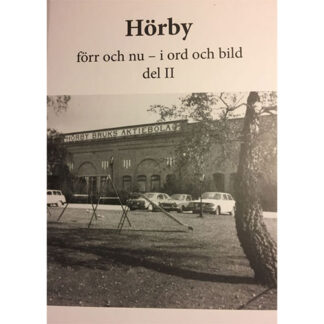 Hörby
förr och nu – i ord och bild
del II
HÖRBY BRUKS AKTIEBOLAG